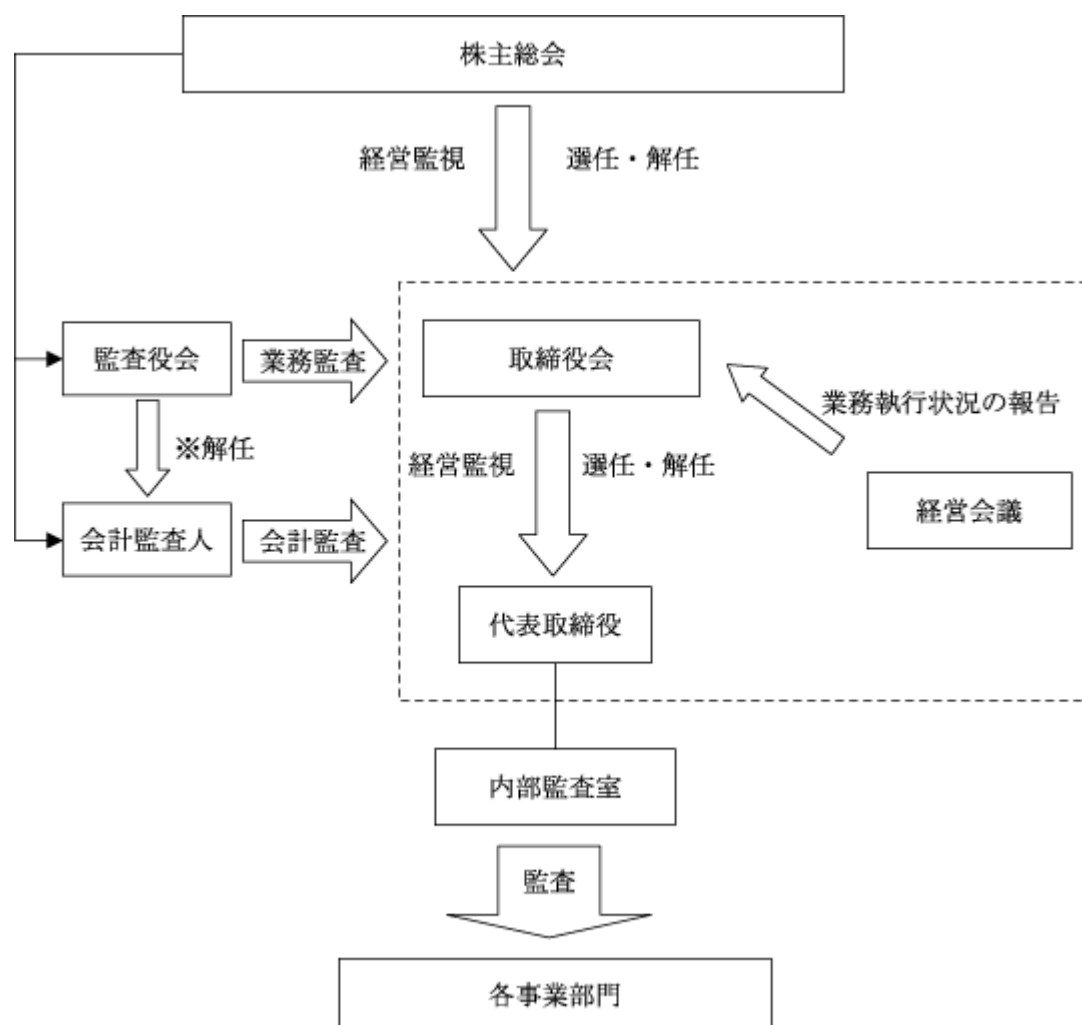 株主総会
経営監視
選任・解任
監査役会
業務監査
取締役会
業務執行状況の報告
※解任
経営監視
選任・解任
経営会議
会計監査人
会計監査
代表取締役
内部監査室
監査
各事業部門